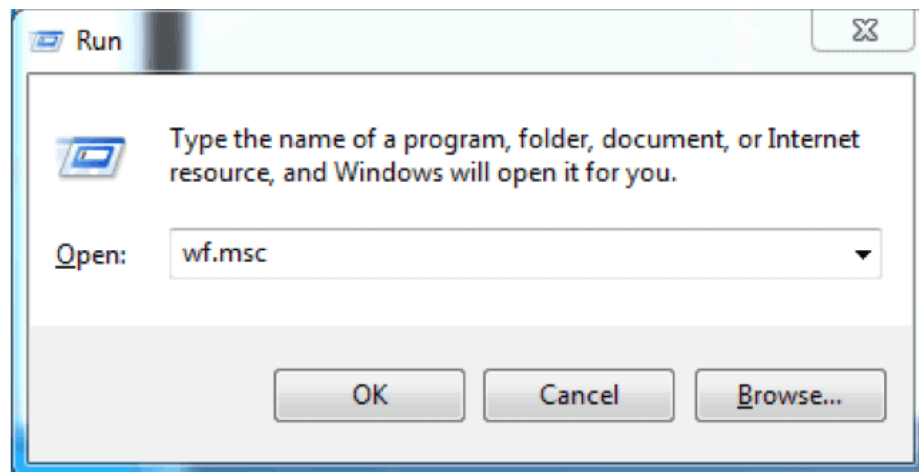 Run
Type the name of a program, folder, document, or Internet
resource, and Windows will open it for you.
Open: wf.msc
OK Cancel Browse...